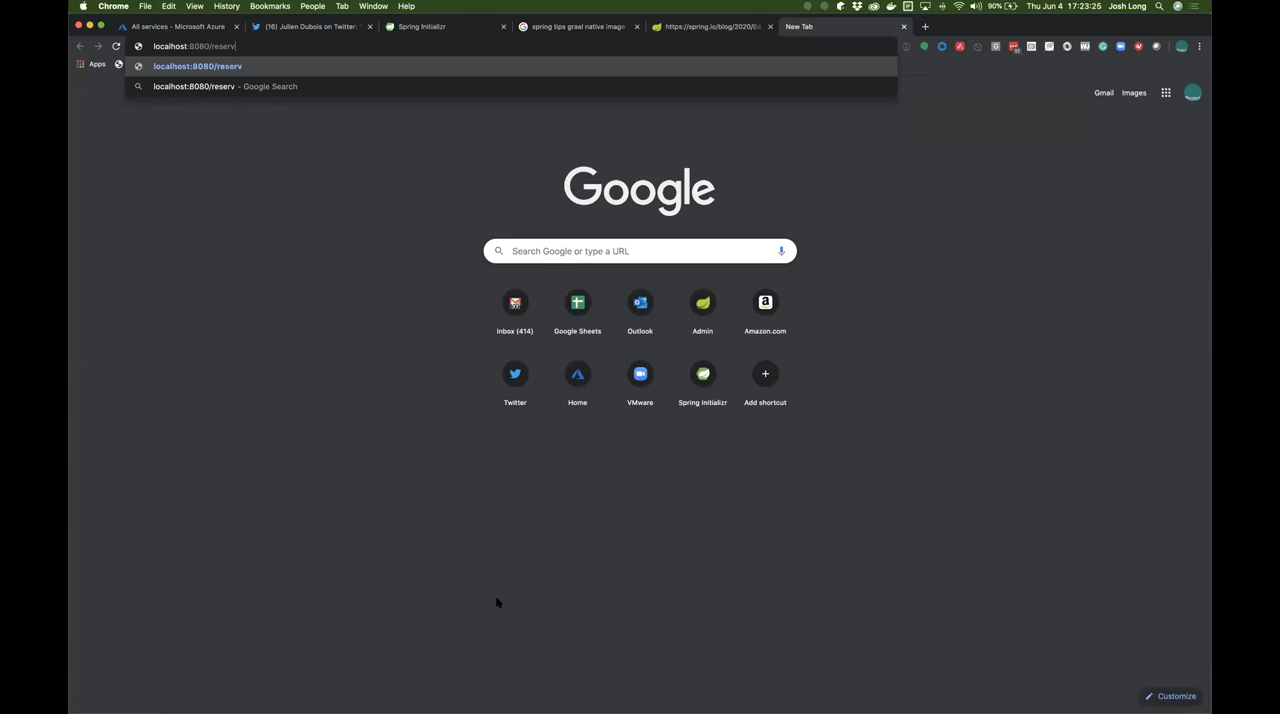 Chrome File Edit View History Bookmarks People Tab Window Help 90% Thu Jun 4 17:23:25 Josh Long
All services - Microsoft Azure (16) Julien Dubois on Twitter: Spring Initializr spring tips graal native image https://spring.io/blog/2020/04 New Tab
localhost:8080/reserv
Apps localhost:8080/reserv
localhost:8080/reserv - Google Search
Gmail Images
Google
Search Google or type a URL
Inbox (414) Google Sheets Outlook Admin Amazon.com
Twitter Home VMware Spring Initializr Add shortcut
Customize